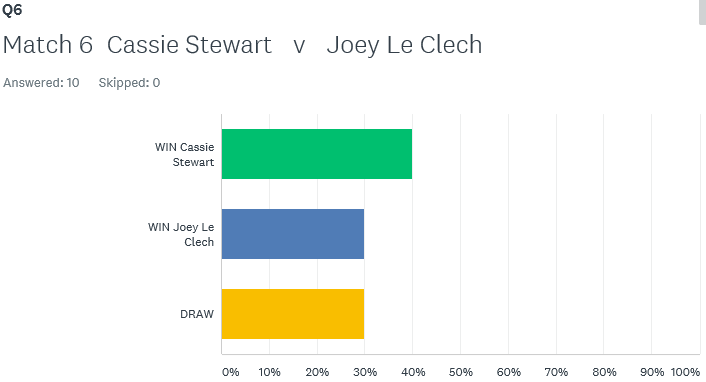 Q6
Match 6 Cassie Stewart v Joey Le Clech
Answered: 10 Skipped: 0
WIN Cassie
Stewart
WIN Joey Le
Clech
DRAW
0% 10% 20% 30% 40% 50% 60% 70% 80% 90% 100%